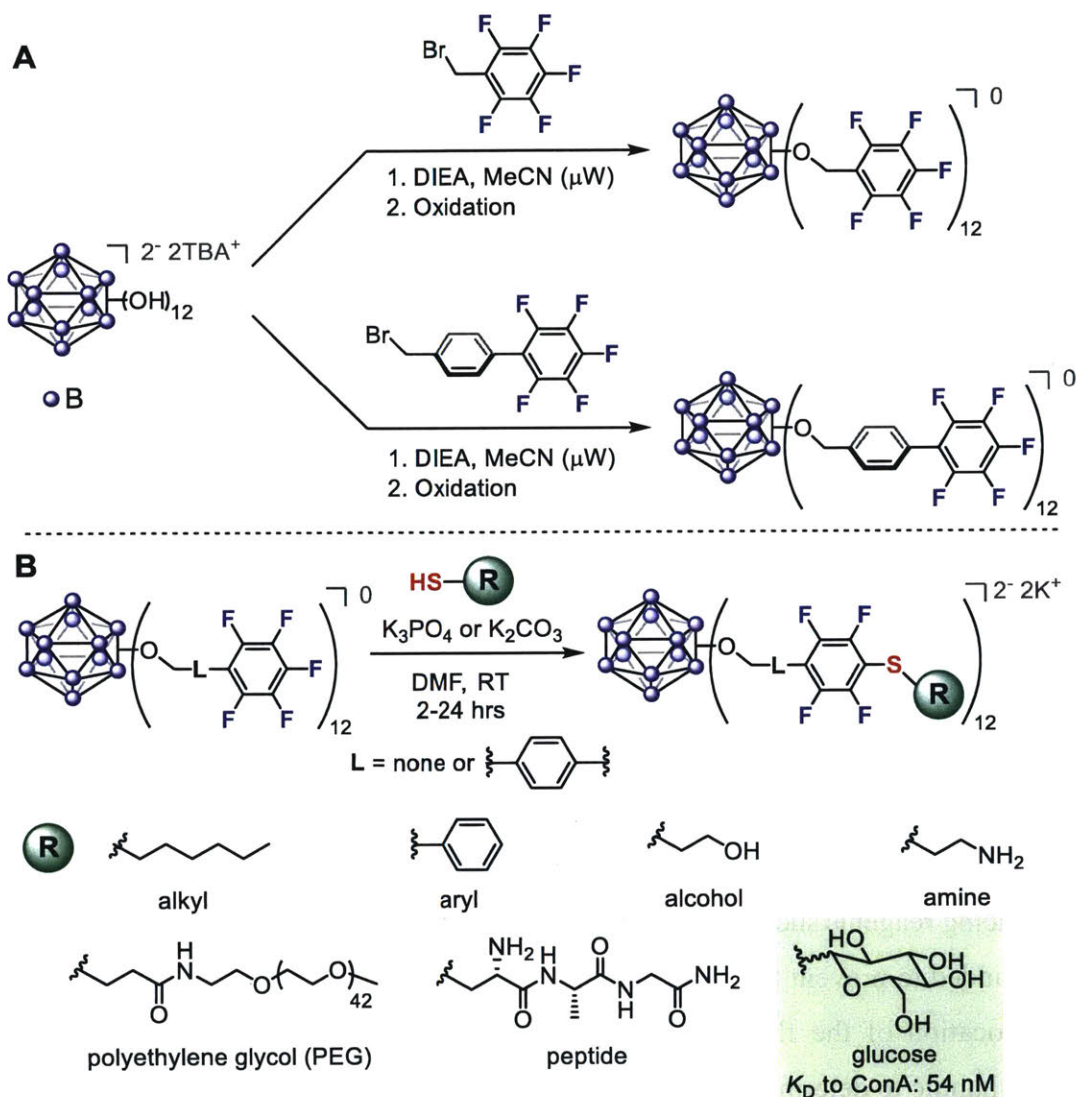 A
Br
F
F
F
F
F
1. DIEA, MeCN (µW)
2. Oxidation
O
F
F
F
F
F
12
0
2- 2TBA+
(OH)12
B
Br
F
F
F
F
F
1. DIEA, MeCN (µW)
2. Oxidation
O
F
F
F
F
F
12
0
B
O
L
F
F
F
F
F
12
0
HS R
K3PO4 or K2CO3
DMF, RT
2-24 hrs
O
L
F
F
F
F
S
R
12
2- 2K+
L = none or
R
OH
NH2
alkyl aryl alcohol amine
H
N
O
O
O
42
NH2
O
H
N
O
N
H
O
NH2
HO
OH
OH
O
OH
polyethylene glycol (PEG) peptide glucose
KD to ConA: 54 nM